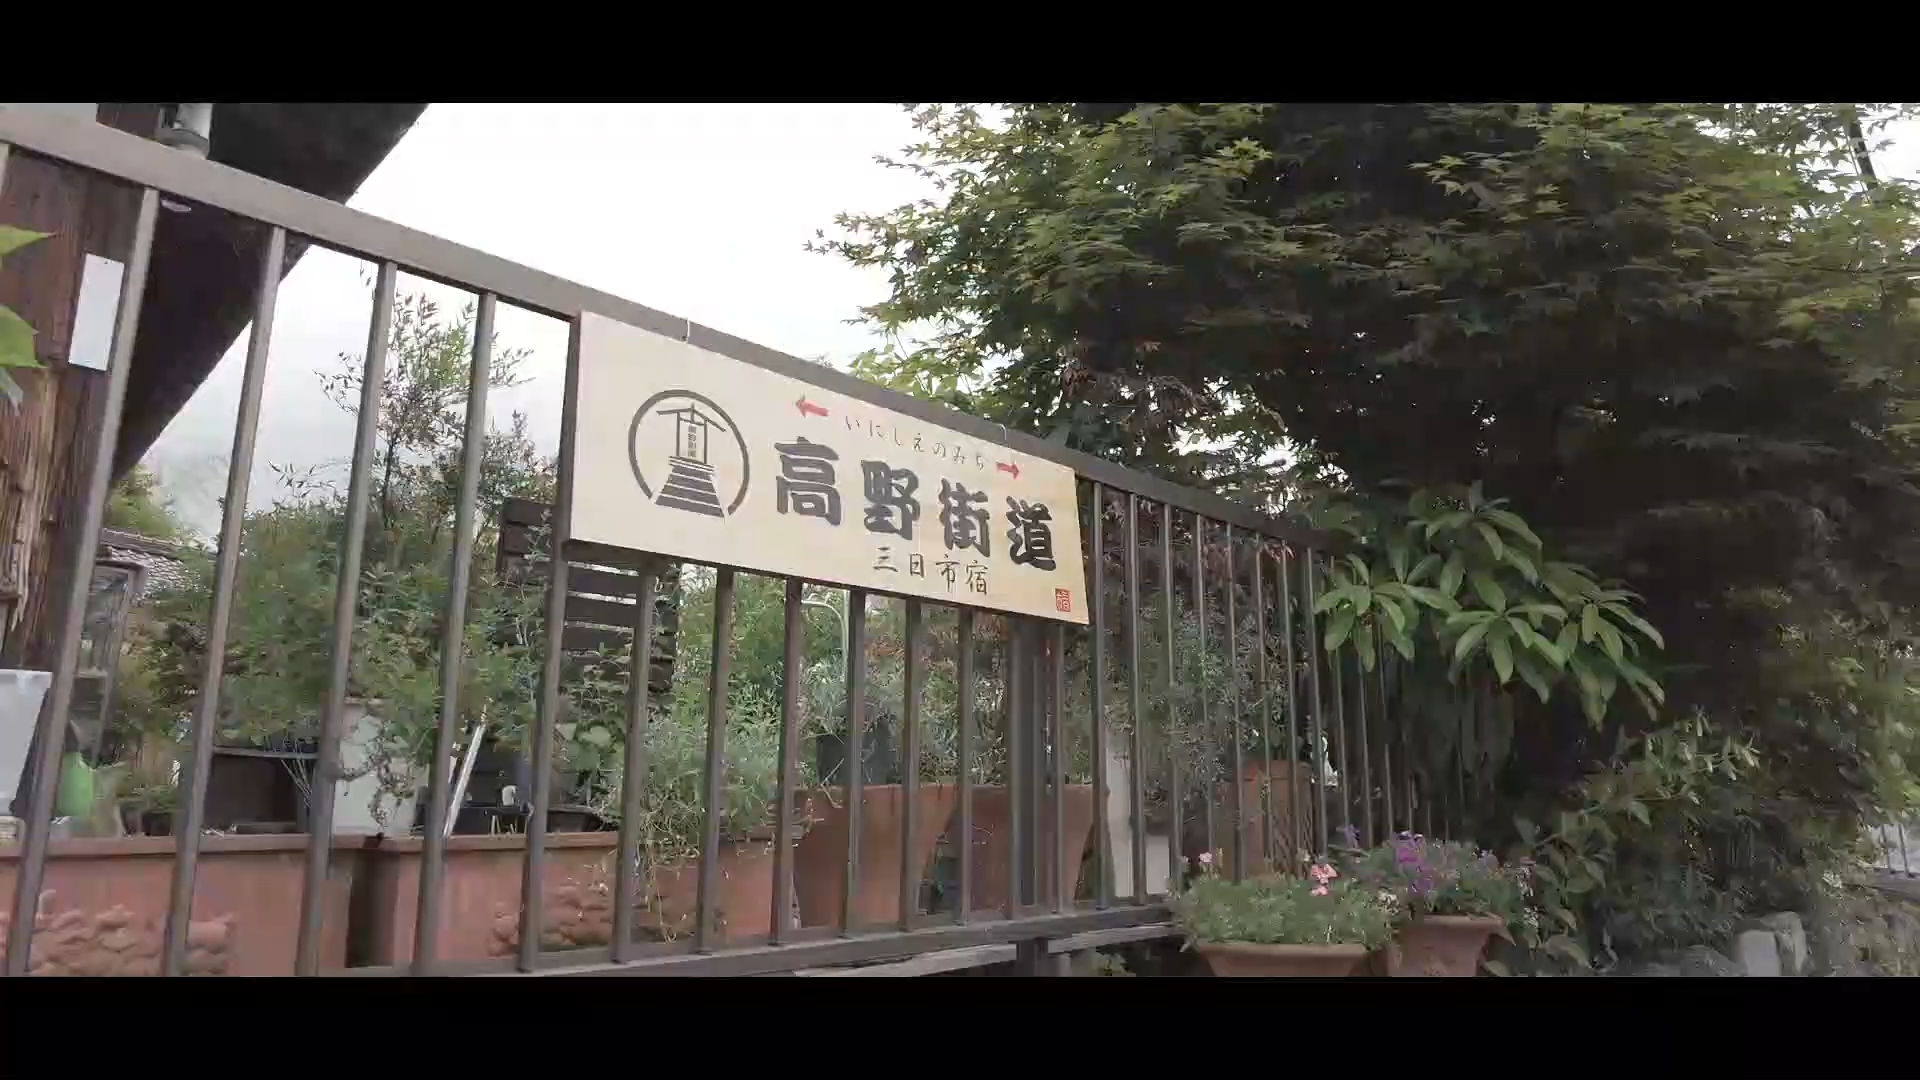 ← いにしえのみち →
高野街道
三日市宿